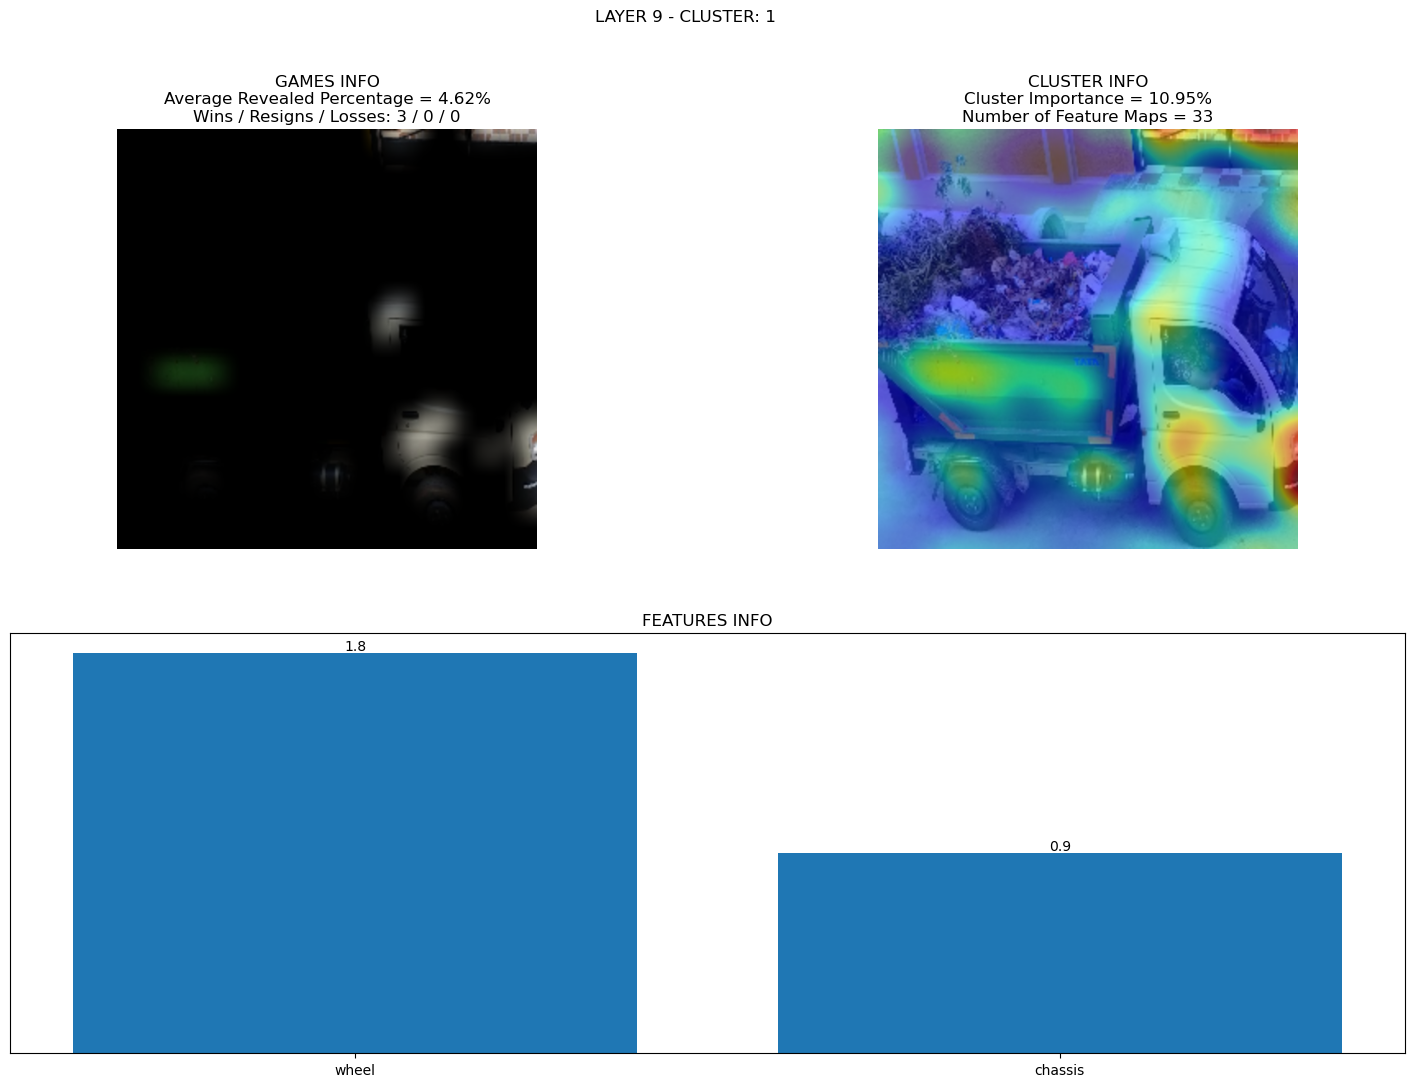 LAYER 9 - CLUSTER: 1
GAMES INFO
Average Revealed Percentage = 4.62%
Wins / Resigns / Losses: 3 / 0 / 0
CLUSTER INFO
Cluster Importance = 10.95%
Number of Feature Maps = 33
FEATURES INFO
1.8
0.9
wheel
chassis